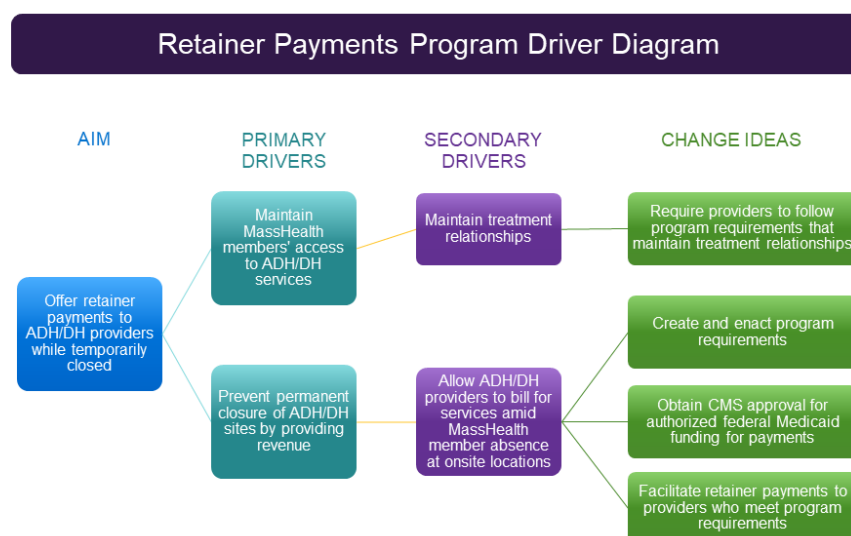 Retainer Payments Program Driver Diagram
AIM
PRIMARY
DRIVERS
SECONDARY
DRIVERS
CHANGE IDEAS
Offer retainer
payments to
ADH/DH providers
while temporarily
closed
Maintain
MassHealth
members' access
to ADH/DH
services
Prevent permanent
closure of ADH/DH
sites by providing
revenue
Maintain treatment
relationships
Allow ADH/DH
providers to bill for
services amid
MassHealth
member absence
at onsite locations
Require providers to follow
program requirements that
maintain treatment relationships
Create and enact program
requirements
Obtain CMS approval for
authorized federal Medicaid
funding for payments
Facilitate retainer payments to
providers who meet program
requirements